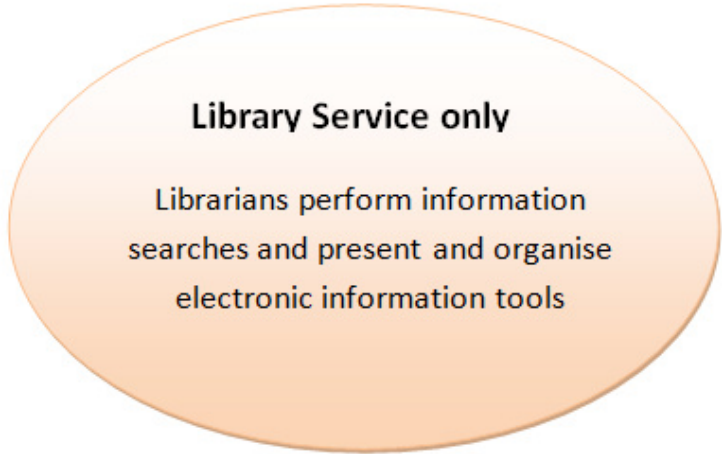 Library Service only
Librarians perform information
searches and present and organise
electronic information tools